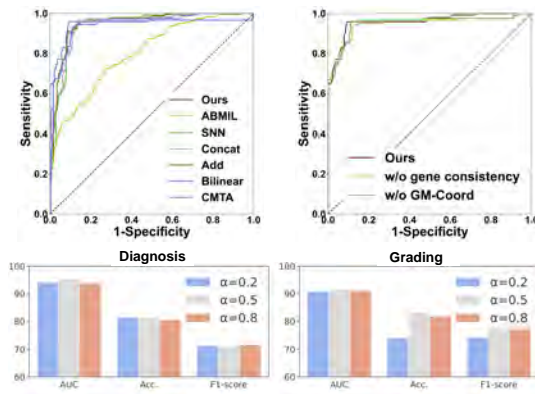 1.0
0.8
0.6
0.4
0.2
0.0
Sensitivity
Ours
ABMIL
SNN
Concat
Add
Bilinear
CMTA
0.0 0.2 0.4 0.6 0.8 1.0
1-Specificity
1.0
0.8
0.6
0.4
0.2
0.0
Sensitivity
Ours
w/o gene consistency
w/o GM-Coord
0.0 0.2 0.4 0.6 0.8 1.0
1-Specificity
Diagnosis
100
90
80
70
60
α=0.2
α=0.5
α=0.8
AUC Acc. F1-score
Grading
100
90
80
70
60
α=0.2
α=0.5
α=0.8
AUC Acc. F1-score